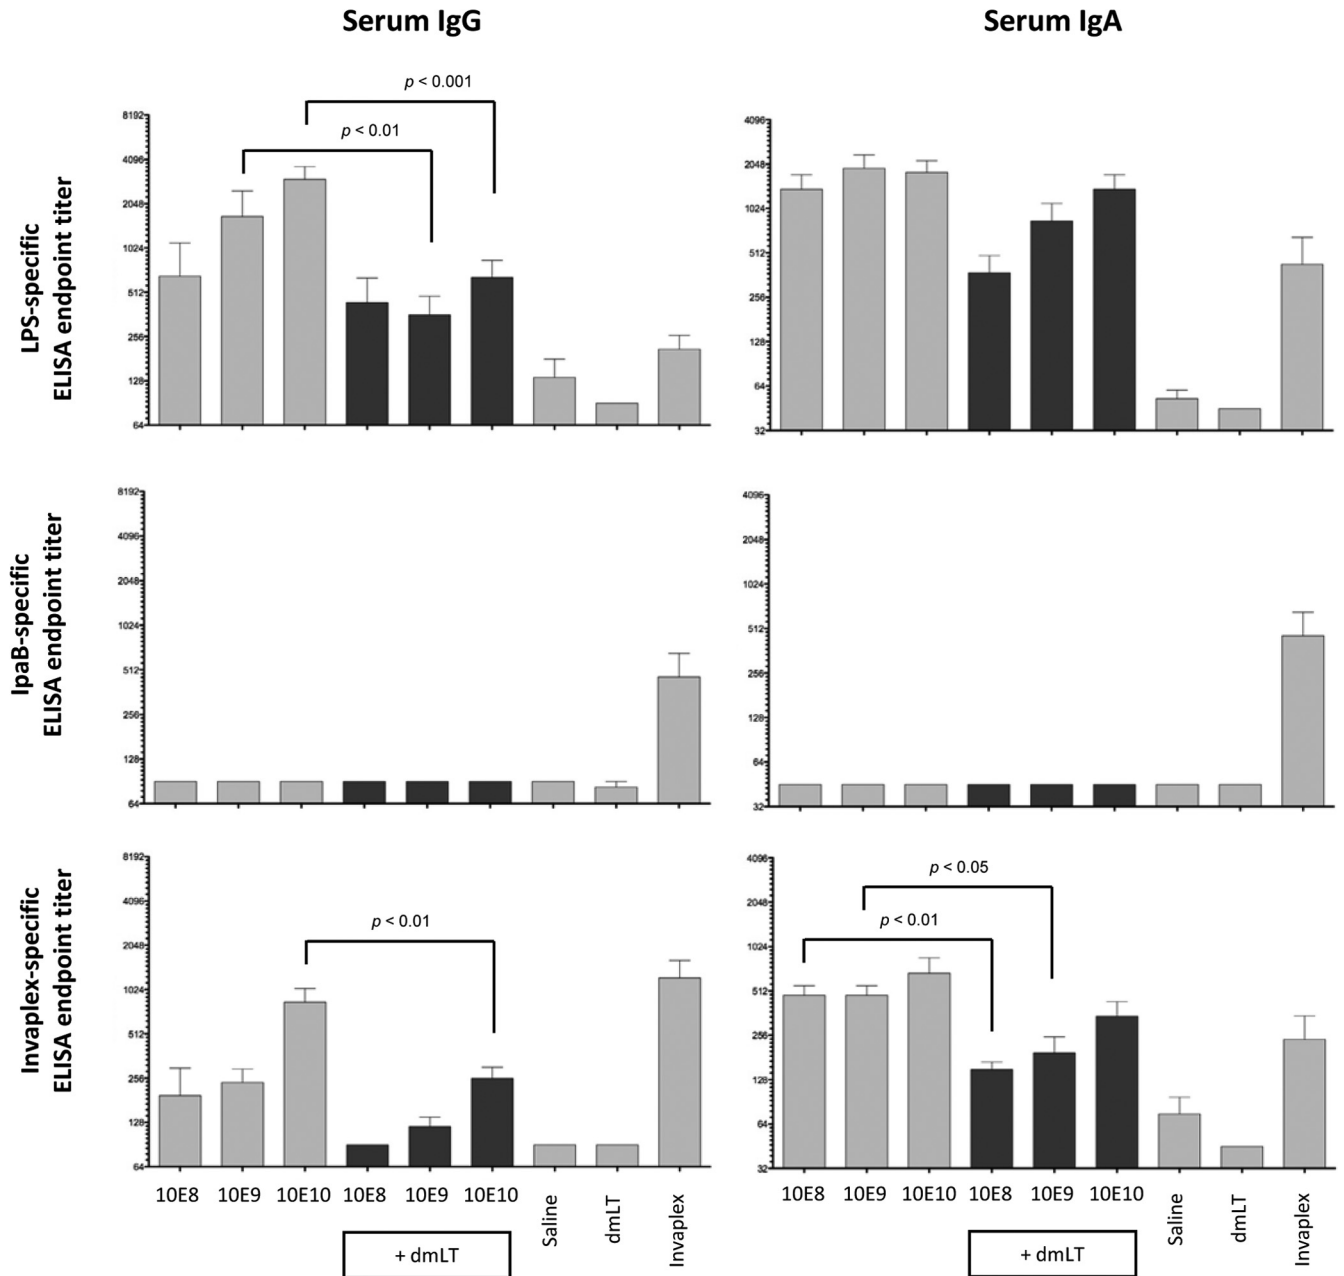 Serum IgG
Serum IgA
LPS-specific
ELISA endpoint titer
p < 0.001
p < 0.01
8192
4096
2048
1024
512
256
128
64
4096
2048
1024
512
256
128
64
32
IpaB-specific
ELISA endpoint titer
8192
4096
2048
1024
512
256
128
64
4096
2048
1024
512
256
128
64
32
Invaplex-specific
ELISA endpoint titer
p < 0.01
8192
4096
2048
1024
512
256
128
64
p < 0.05
p < 0.01
4096
2048
1024
512
256
128
64
32
10E8 10E9 10E10 10E8 10E9 10E10 Saline dmLT Invaplex
+ dmLT
10E8 10E9 10E10 10E8 10E9 10E10 Saline dmLT Invaplex
+ dmLT